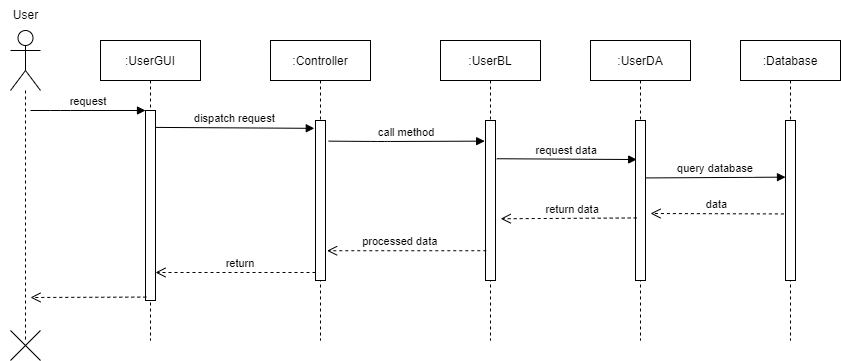 User
:UserGUI
:Controller
:UserBL
:UserDA
:Database
request
dispatch request
call method
request data
query database
data
return data
processed data
return